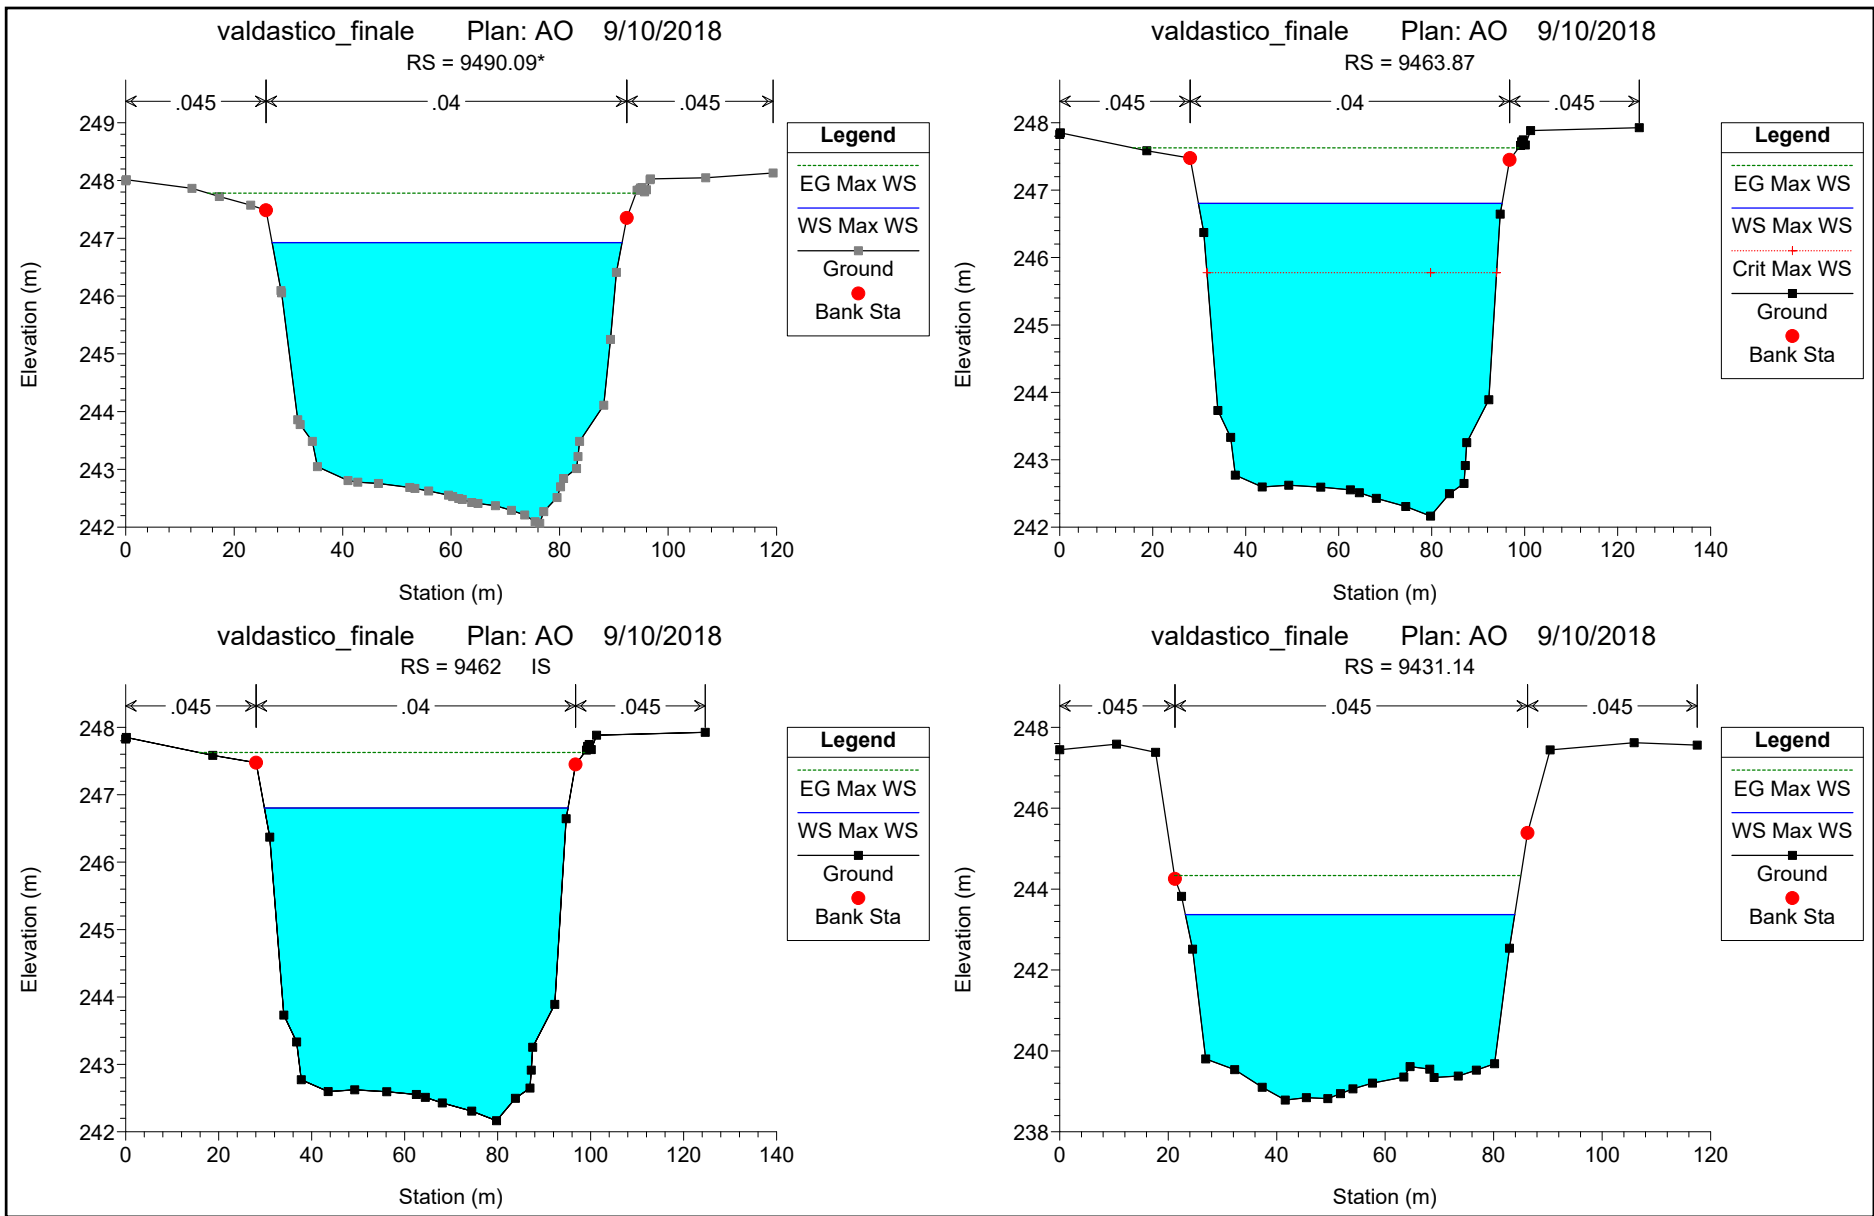 valdastico_finale Plan: AO 9/10/2018
RS = 9490.09*
.045 .04 .045
249
248
247
246
245
244
243
242
0 20 40 60 80 100 120
Elevation (m)
Station (m)
Legend
EG Max WS
WS Max WS
Ground
Bank Sta
valdastico_finale Plan: AO 9/10/2018
RS = 9463.87
.045 .04 .045
248
247
246
245
244
243
242
0 20 40 60 80 100 120 140
Elevation (m)
Station (m)
Legend
EG Max WS
WS Max WS
Crit Max WS
Ground
Bank Sta
valdastico_finale Plan: AO 9/10/2018
RS = 9462 IS
.045 .04 .045
248
247
246
245
244
243
242
0 20 40 60 80 100 120 140
Elevation (m)
Station (m)
Legend
EG Max WS
WS Max WS
Ground
Bank Sta
valdastico_finale Plan: AO 9/10/2018
RS = 9431.14
.045 .045 .045
248
246
244
242
240
238
0 20 40 60 80 100 120
Elevation (m)
Station (m)
Legend
EG Max WS
WS Max WS
Ground
Bank Sta